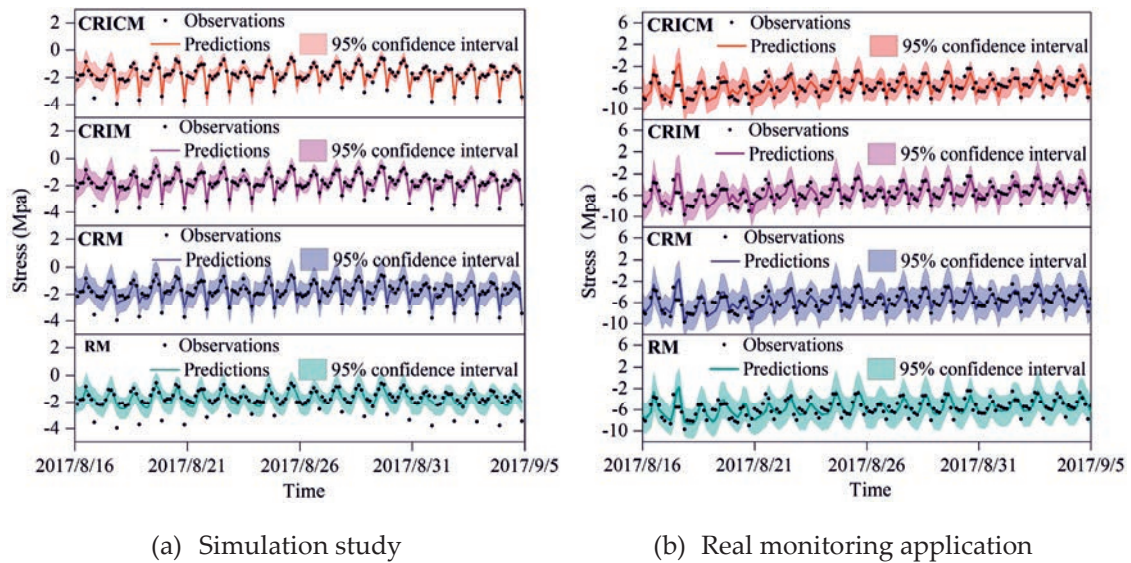 CRICM
Observations
Predictions
95% confidence interval
CRIM
Observations
Predictions
95% confidence interval
CRM
Observations
Predictions
95% confidence interval
RM
Observations
Predictions
95% confidence interval
2
0
-2
-4
2
0
-2
-4
2
0
-2
-4
2
0
-2
-4
Stress (Mpa)
2017/8/16
2017/8/21
2017/8/26
2017/8/31
2017/9/5
Time
(a) Simulation study
CRICM
Observations
Predictions
95% confidence interval
CRIM
Observations
Predictions
95% confidence interval
CRM
Observations
Predictions
95% confidence interval
RM
Observations
Predictions
95% confidence interval
6
2
-2
-6
-10
6
2
-2
-6
-10
6
2
-2
-6
-10
6
2
-2
-6
-10
Stress（Mpa）
2017/8/16
2017/8/21
2017/8/26
2017/8/31
2017/9/5
Time
(b) Real monitoring application